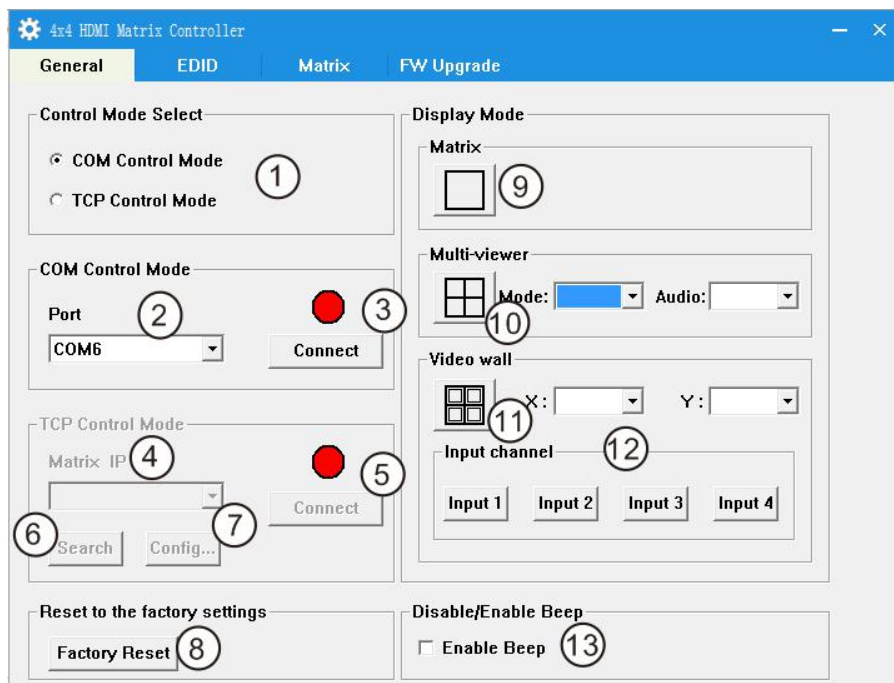 4x4 HDMI Matrix Controller
General EDID Matrix FW Upgrade
Control Mode Select
COM Control Mode
1
TCP Control Mode
COM Control Mode
Port
2
3
COM6
Connect
TCP Control Mode
Matrix IP
4
5
Connect
6
7
Search
Config...
Reset to the factory settings
Factory Reset
8
Display Mode
Matrix
9
Multi-viewer
Mode:
Audio:
10
Video wall
X:
Y:
11
Input channel
12
Input 1 Input 2 Input 3 Input 4
Disable/Enable Beep
Enable Beep
13